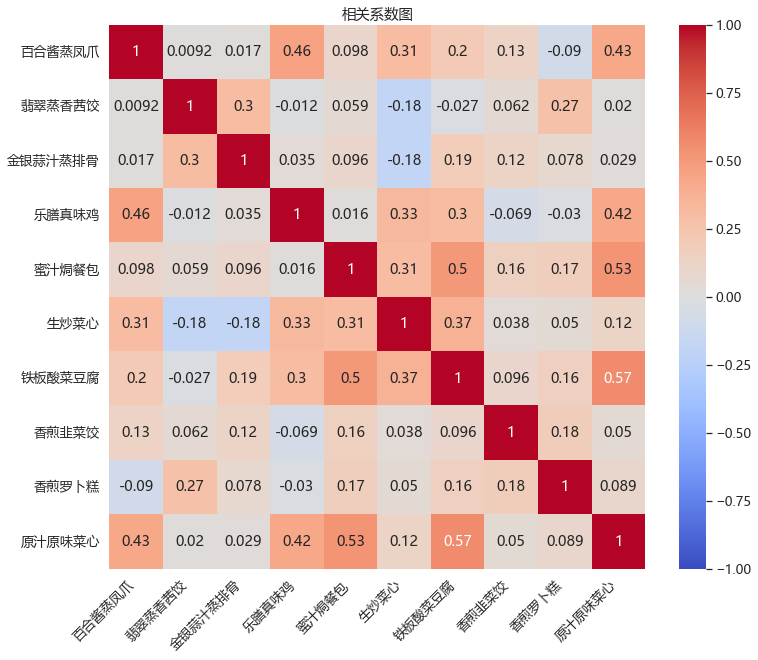 相关系数图
百合酱蒸凤爪 1 0.0092 0.017 0.46 0.098 0.31 0.2 0.13 -0.09 0.43
翡翠蒸香茜饺 0.0092 1 0.3 -0.012 0.059 -0.18 -0.027 0.062 0.27 0.02
金银蒜汁蒸排骨 0.017 0.3 1 0.035 0.096 -0.18 0.19 0.12 0.078 0.029
乐膳真味鸡 0.46 -0.012 0.035 1 0.016 0.33 0.3 -0.069 -0.03 0.42
蜜汁焗餐包 0.098 0.059 0.096 0.016 1 0.31 0.5 0.16 0.17 0.53
生炒菜心 0.31 -0.18 -0.18 0.33 0.31 1 0.37 0.038 0.05 0.12
铁板酸菜豆腐 0.2 -0.027 0.19 0.3 0.5 0.37 1 0.096 0.16 0.57
香煎韭菜饺 0.13 0.062 0.12 -0.069 0.16 0.038 0.096 1 0.18 0.05
香煎罗卜糕 -0.09 0.27 0.078 -0.03 0.17 0.05 0.16 0.18 1 0.089
原汁原味菜心 0.43 0.02 0.029 0.42 0.53 0.12 0.57 0.05 0.089 1
百合酱蒸凤爪 翡翠蒸香茜饺 金银蒜汁蒸排骨 乐膳真味鸡 蜜汁焗餐包 生炒菜心 铁板酸菜豆腐 香煎韭菜饺 香煎罗卜糕 原汁原味菜心
1.00
0.75
0.50
0.25
0.00
−0.25
−0.50
−0.75
−1.00